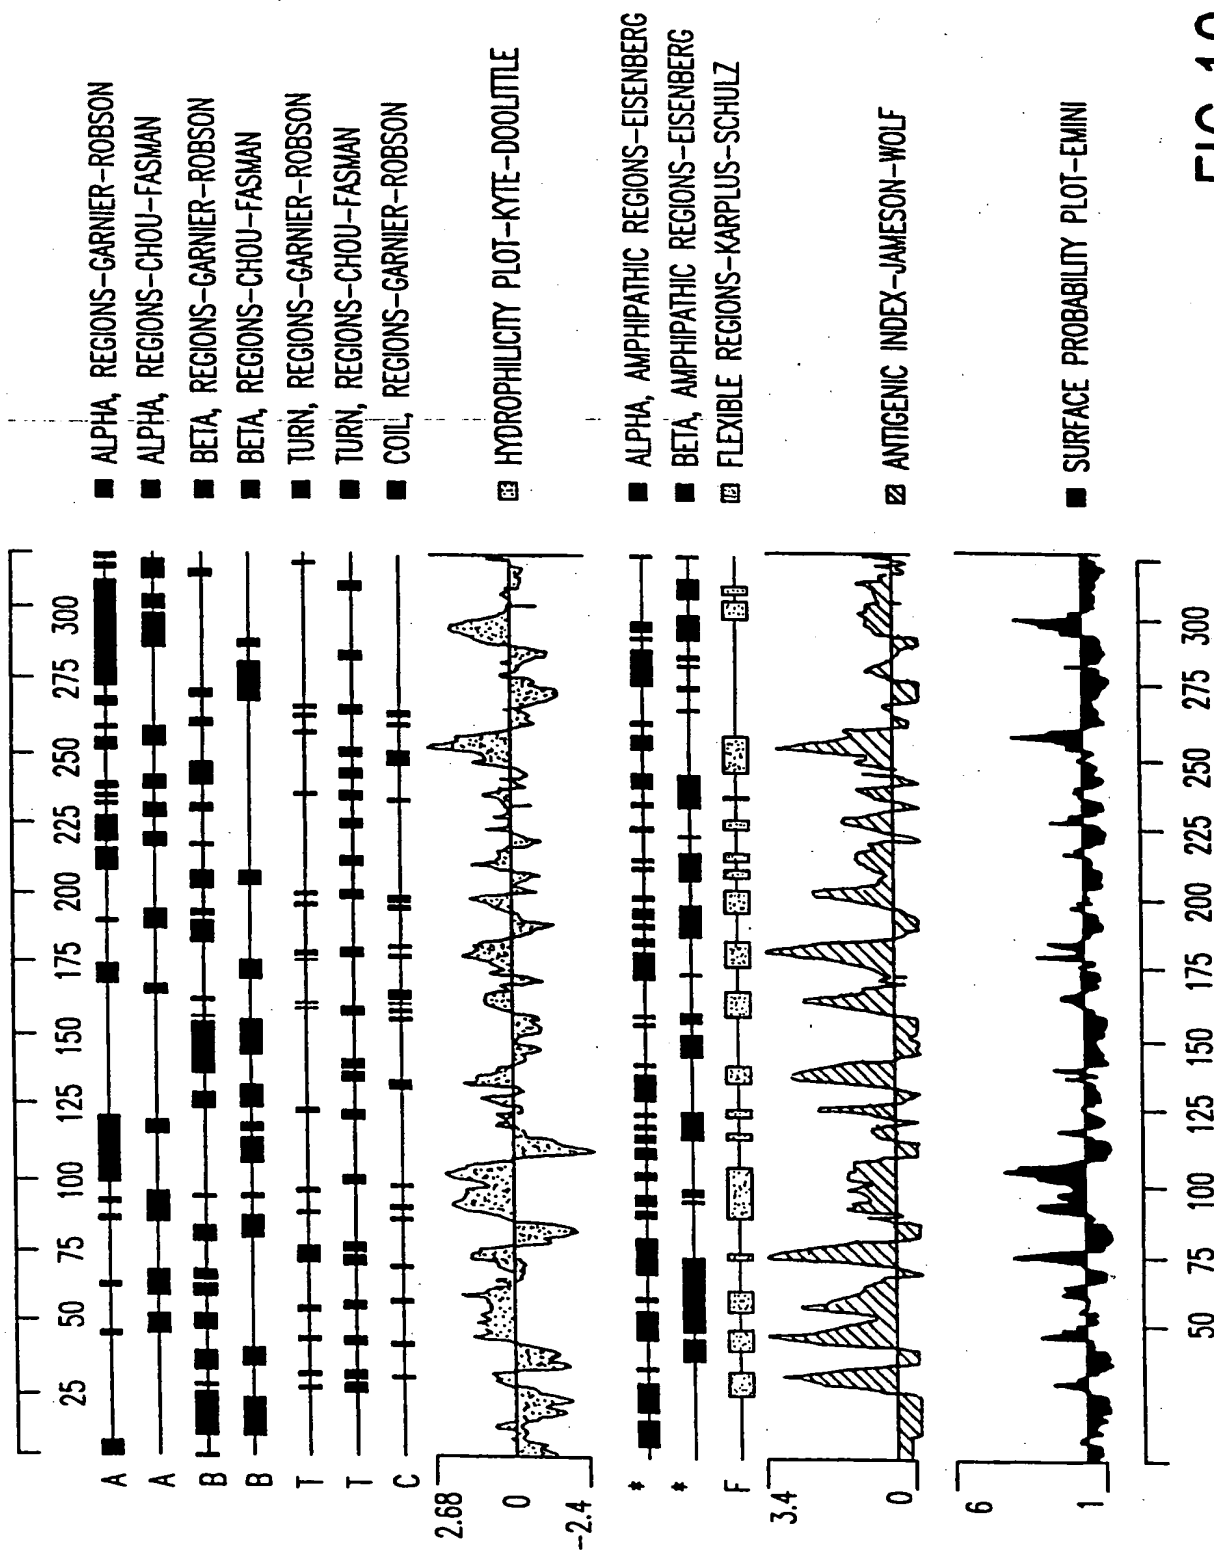 25 50 75 100 125 150 175 200 225 250 275 300
A ALPHA, REGIONS-GARNIER-ROBSON
A ALPHA, REGIONS-CHOU-FASMAN
B BETA, REGIONS-GARNIER-ROBSON
B BETA, REGIONS-CHOU-FASMAN
T TURN, REGIONS-GARNIER-ROBSON
T TURN, REGIONS-CHOU-FASMAN
C COIL, REGIONS-GARNIER-ROBSON
2.68
0 HYDROPHILICITY PLOT-KYTE-DOOLITTLE
-2.4
* ALPHA, AMPHIPATHIC REGIONS-EISENBERG
* BETA, AMPHIPATHIC REGIONS-EISENBERG
F FLEXIBLE REGIONS-KARPLUS-SCHULZ
3.4
0 ANTIGENIC INDEX-JAMESON-WOLF
6
1 SURFACE PROBABILITY PLOT-EMINI
50 75 100 125 150 175 200 225 250 275 300